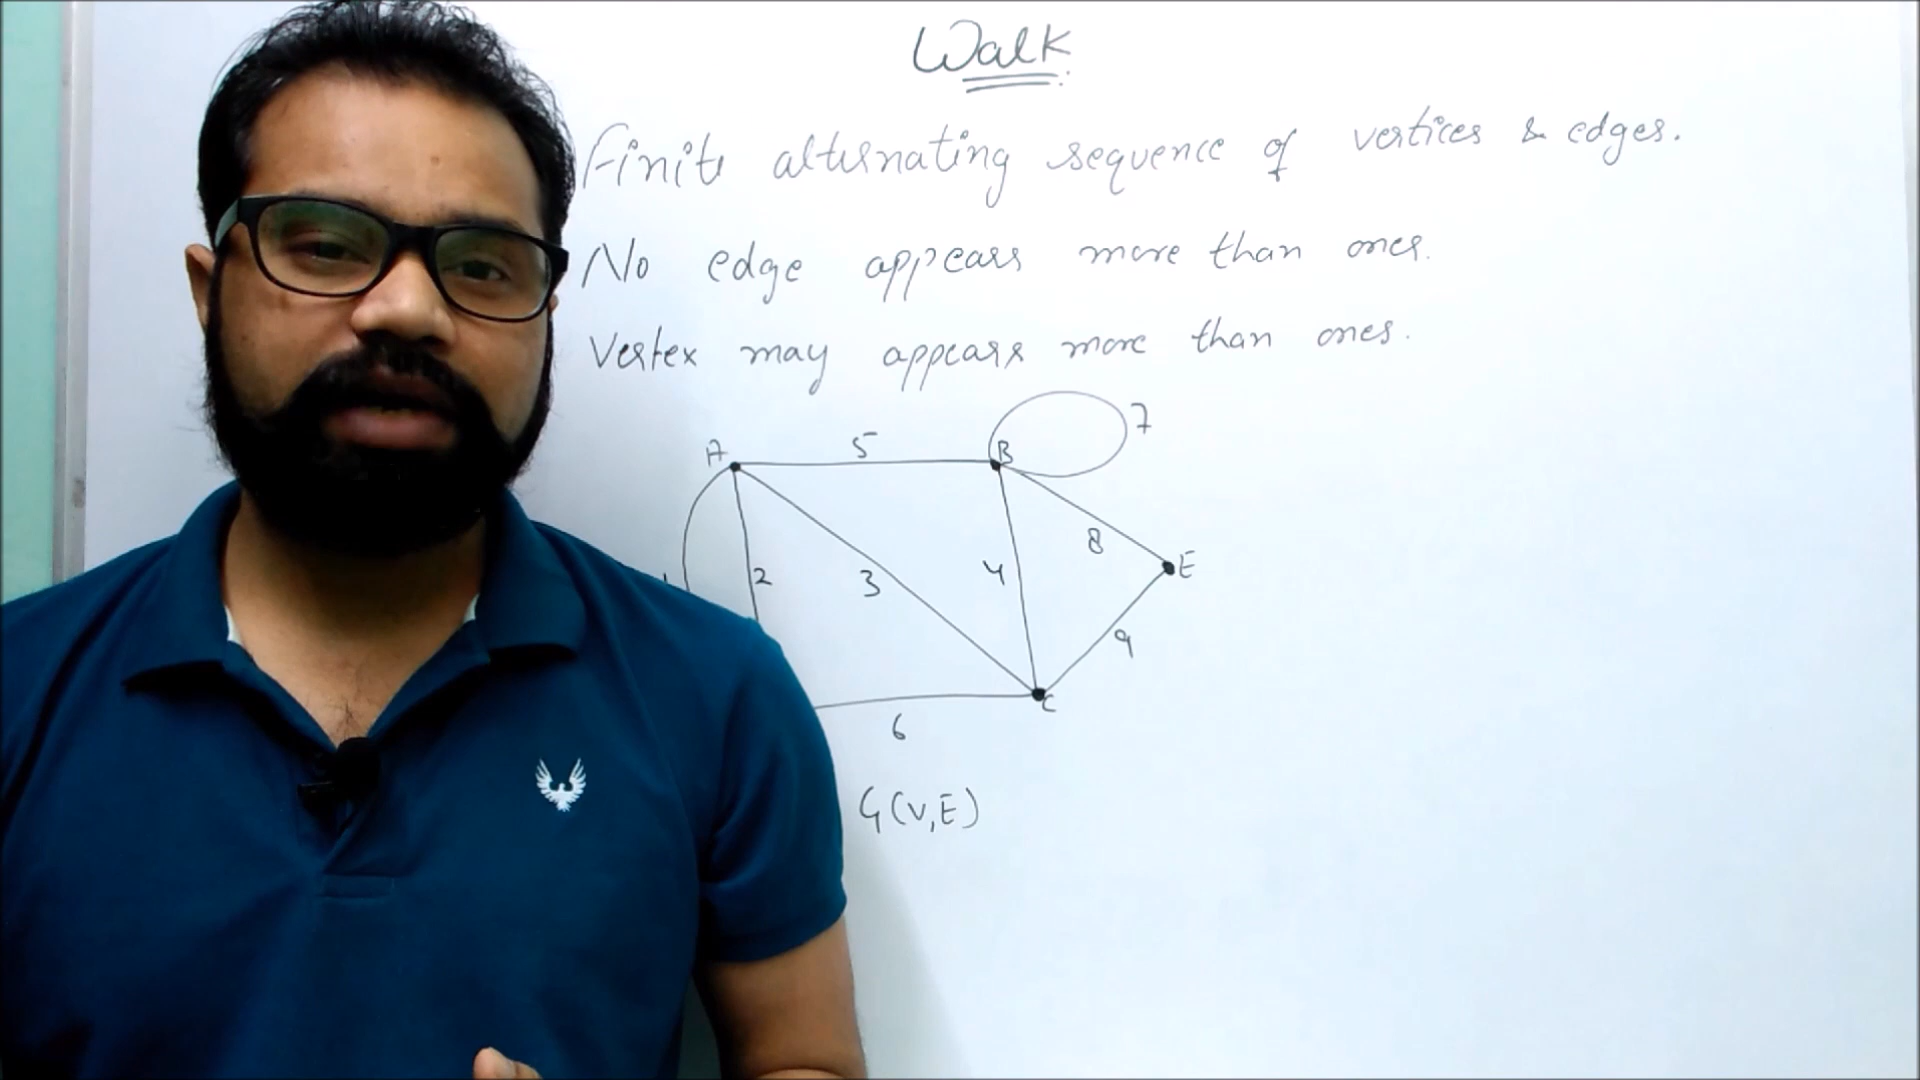 Walk
Finite alternating sequence of vertices & edges.
No edge appears more than ones.
Vertex may appears more than ones.
7
A 5 B
8
E
2 3 4
9
C
6
G(V,E)